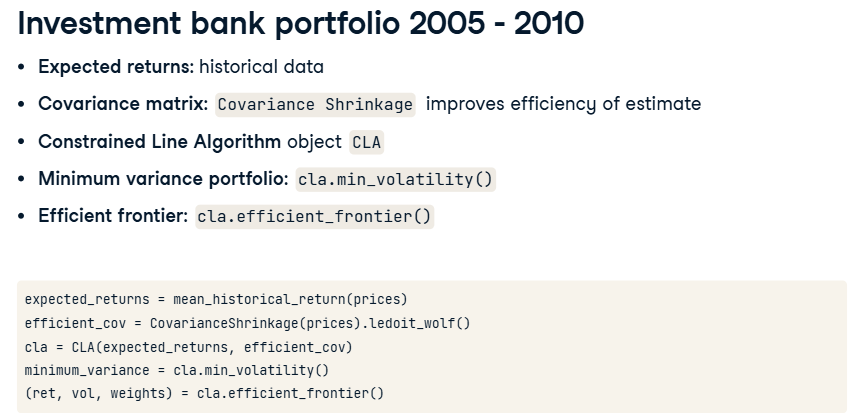 Investment bank portfolio 2005 - 2010
• Expected returns: historical data
• Covariance matrix: Covariance Shrinkage improves efficiency of estimate
• Constrained Line Algorithm object CLA
• Minimum variance portfolio: cla.min_volatility()
• Efficient frontier: cla.efficient_frontier()
expected_returns = mean_historical_return(prices)
efficient_cov = CovarianceShrinkage(prices).ledoit_wolf()
cla = CLA(expected_returns, efficient_cov)
minimum_variance = cla.min_volatility()
(ret, vol, weights) = cla.efficient_frontier()